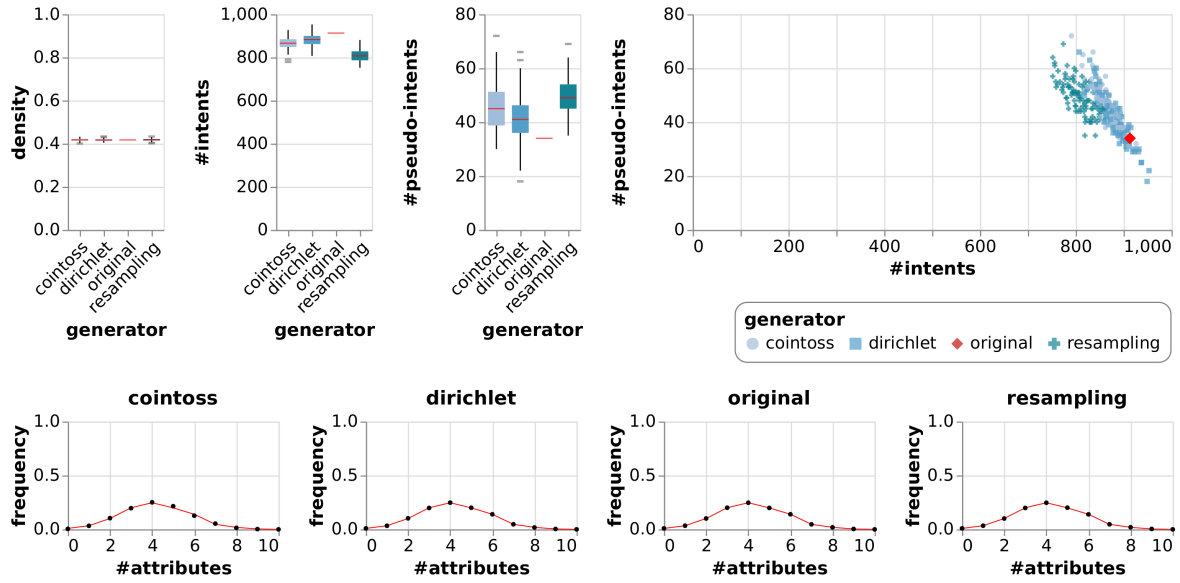 1.0
0.8
0.6
0.4
0.2
0.0
density
cointoss
dirichlet
original
resampling
generator
1,000
800
600
400
200
0
#intents
cointoss
dirichlet
original
resampling
generator
80
60
40
20
0
#pseudo-intents
cointoss
dirichlet
original
resampling
generator
80
60
40
20
0
#pseudo-intents
0 200 400 600 800 1,000
#intents
generator
cointoss dirichlet original resampling
cointoss
1.0
0.5
0.0
frequency
0 2 4 6 8 10
#attributes
dirichlet
1.0
0.5
0.0
frequency
0 2 4 6 8 10
#attributes
original
1.0
0.5
0.0
frequency
0 2 4 6 8 10
#attributes
resampling
1.0
0.5
0.0
frequency
0 2 4 6 8 10
#attributes